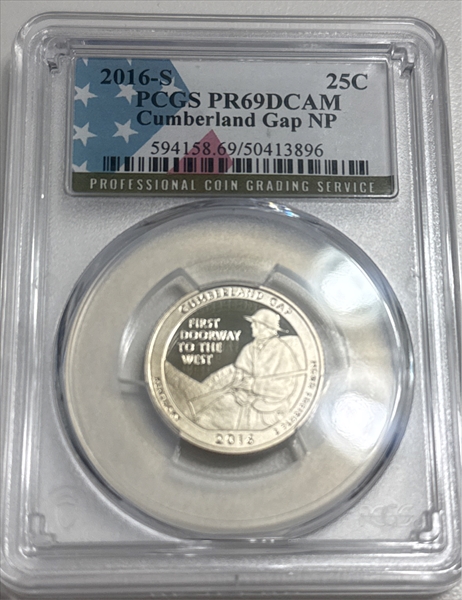 2016-S 25C
PCGS PR69DCAM
Cumberland Gap NP
594158.69/50413896
PROFESSIONAL COIN GRADING SERVICE
CUMBERLAND GAP
FIRST
DOORWAY
TO THE
WEST
KENTUCKY
2016